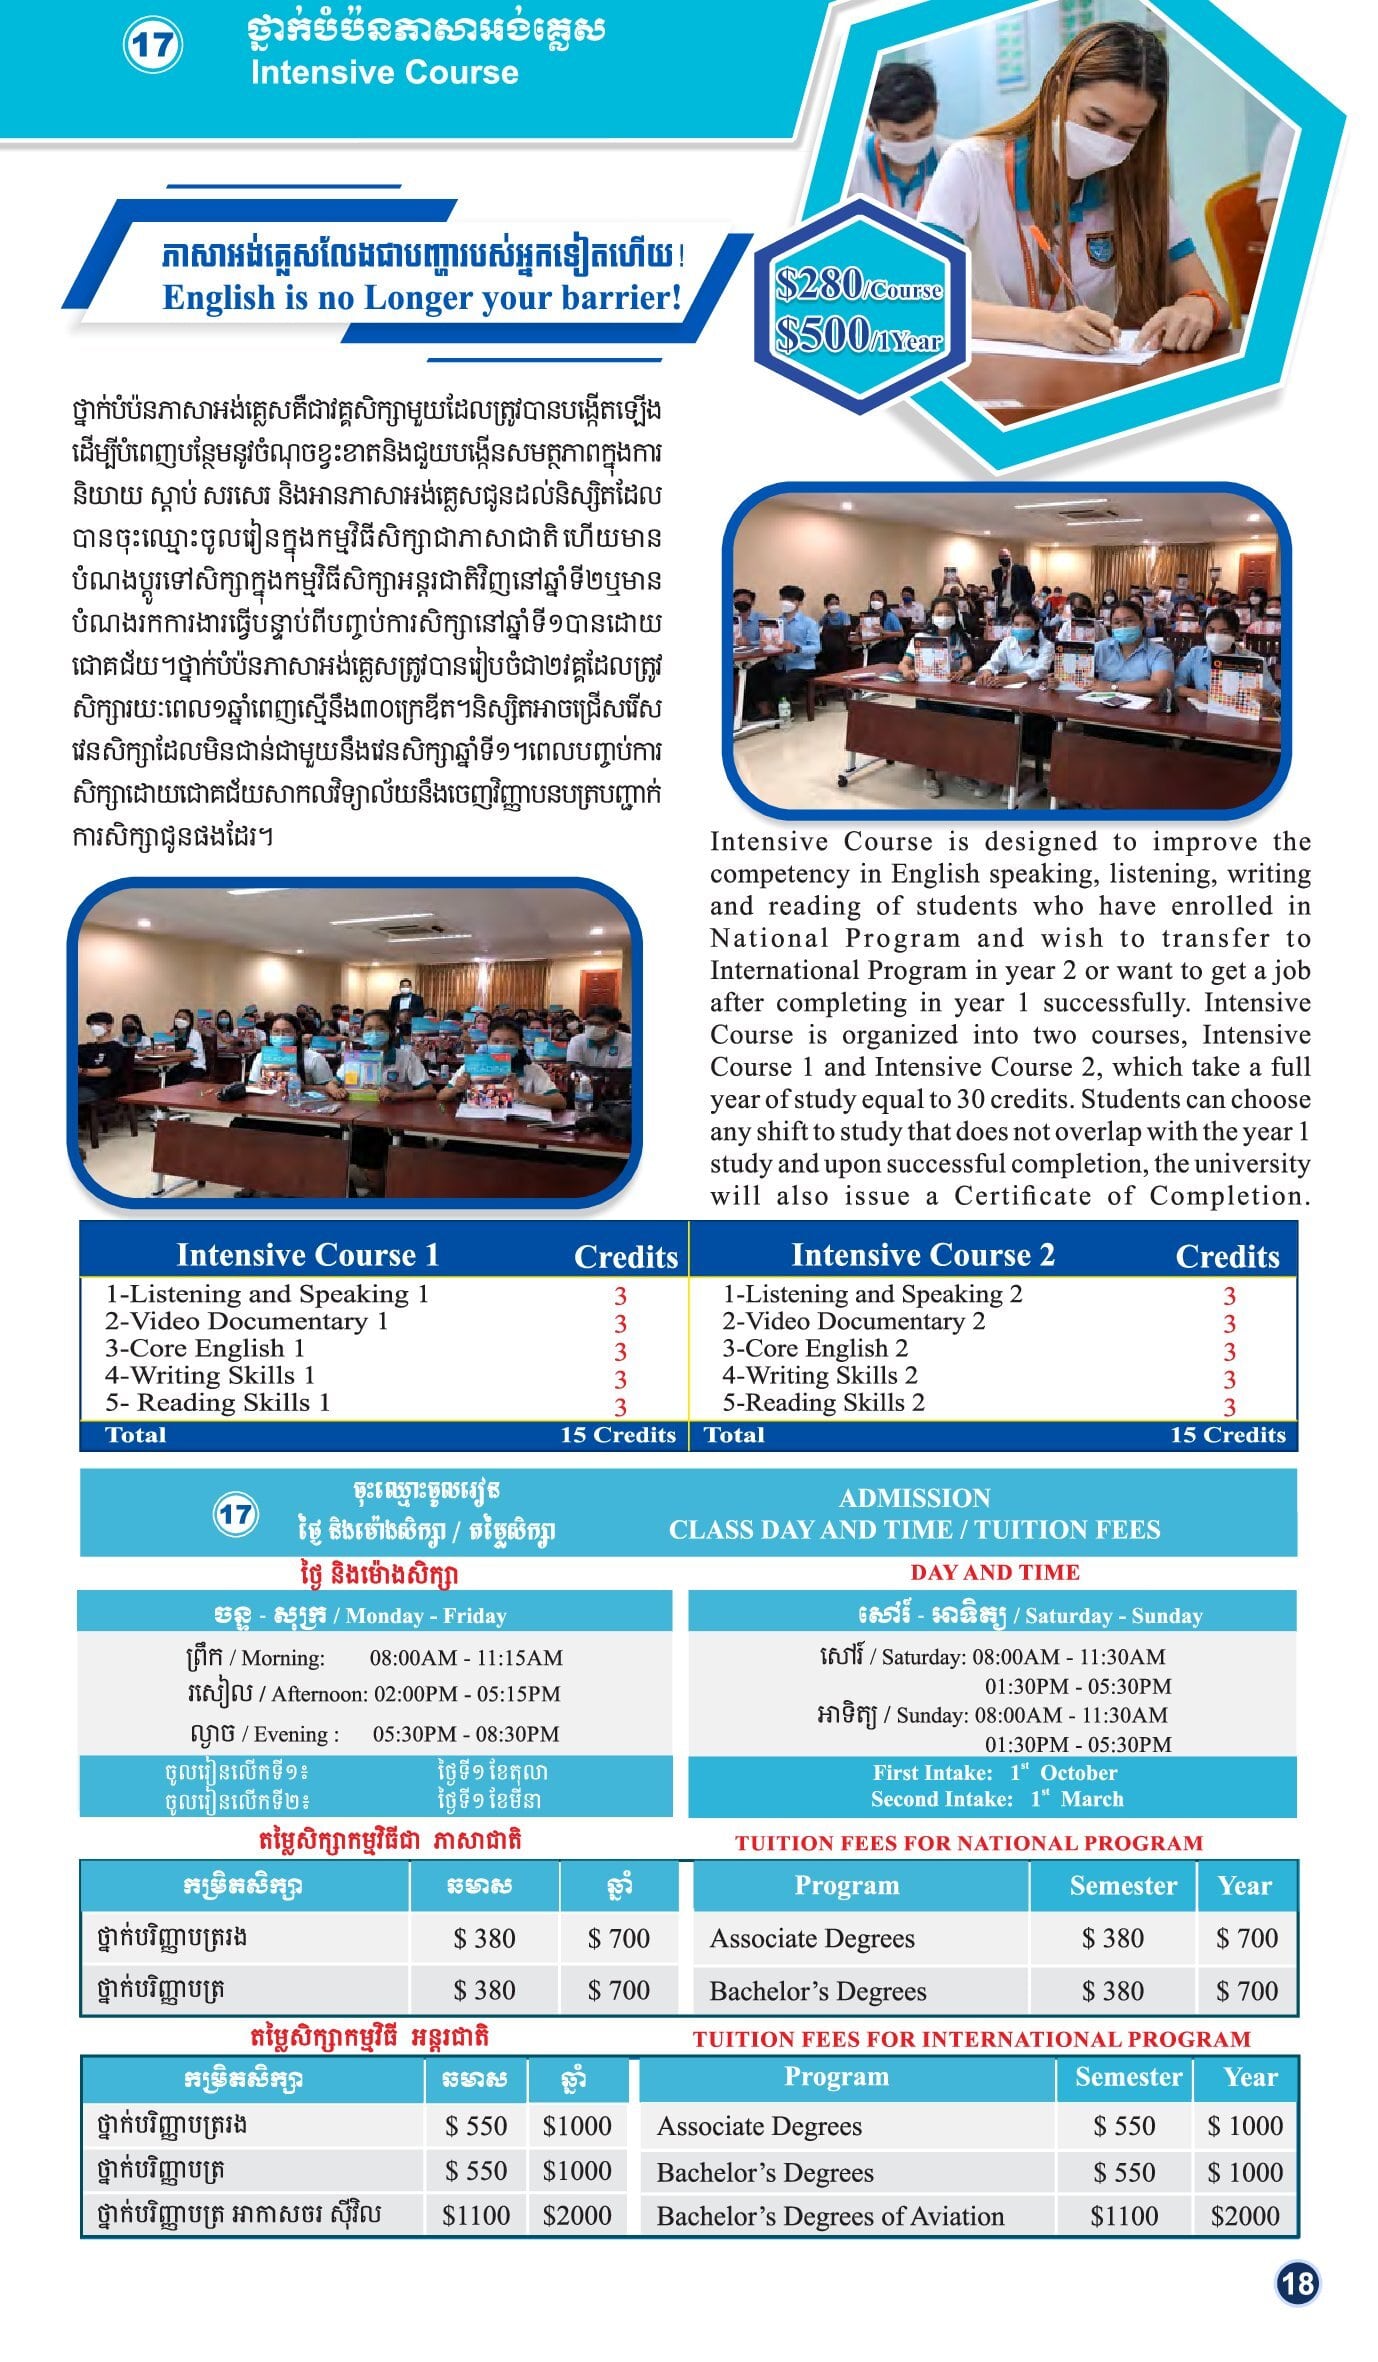 17
ថ្នាក់បំប៉នភាសាអង់គ្លេស
Intensive Course
ភាសាអង់គ្លេសលែងជាបញ្ហារបស់អ្នកទៀតហើយ!
English is no Longer your barrier!
$280/Course
$500/1Year
ថ្នាក់បំប៉នភាសាអង់គ្លេសគឺជាវគ្គសិក្សាមួយដែលត្រូវបានបង្កើតឡើង
ដើម្បីបំពេញបន្ថែមនូវចំណុចខ្វះខាតនិងជួយបង្កើនសមត្ថភាពក្នុងការ
និយាយ ស្តាប់ សរសេរ និងអានភាសាអង់គ្លេសជូនដល់និស្សិតដែល
បានចុះឈ្មោះចូលរៀនក្នុងកម្មវិធីសិក្សាជាភាសាជាតិ ហើយមាន
បំណងប្តូរទៅសិក្សាក្នុងកម្មវិធីសិក្សាអន្តរជាតិវិញនៅឆ្នាំទី២ឬមាន
បំណងរកការងារធ្វើបន្ទាប់ពីបញ្ចប់ការសិក្សានៅឆ្នាំទី១បានដោយ
ជោគជ័យ។ថ្នាក់បំប៉នភាសាអង់គ្លេសត្រូវបានរៀបចំជា២វគ្គដែលត្រូវ
សិក្សារយៈពេល១ឆ្នាំពេញស្មើនឹង៣០ក្រេឌីត។និស្សិតអាចជ្រើសរើស
វេនសិក្សាដែលមិនជាន់ជាមួយនឹងវេនសិក្សាឆ្នាំទី១។ពេលបញ្ចប់ការ
សិក្សាដោយជោគជ័យសាកលវិទ្យាល័យនឹងចេញវិញ្ញាបនបត្របញ្ជាក់
ការសិក្សាជូនផងដែរ។
Intensive Course is designed to improve the
competency in English speaking, listening, writing
and reading of students who have enrolled in
National Program and wish to transfer to
International Program in year 2 or want to get a job
after completing in year 1 successfully. Intensive
Course is organized into two courses, Intensive
Course 1 and Intensive Course 2, which take a full
year of study equal to 30 credits. Students can choose
any shift to study that does not overlap with the year 1
study and upon successful completion, the university
will also issue a Certificate of Completion.
Intensive Course 1 Credits Intensive Course 2 Credits
1-Listening and Speaking 1 3 1-Listening and Speaking 2 3
2-Video Documentary 1 3 2-Video Documentary 2 3
3-Core English 1 3 3-Core English 2 3
4-Writing Skills 1 3 4-Writing Skills 2 3
5- Reading Skills 1 3 5-Reading Skills 2 3
Total 15 Credits Total 15 Credits
17
ចុះឈ្មោះចូលរៀន ADMISSION
ថ្ងៃ និងម៉ោងសិក្សា / តម្លៃសិក្សា CLASS DAY AND TIME / TUITION FEES
ថ្ងៃ និងម៉ោងសិក្សា DAY AND TIME
ចន្ទ - សុក្រ / Monday - Friday សៅរ៍ - អាទិត្យ / Saturday - Sunday
ព្រឹក / Morning: 08:00AM - 11:15AM សៅរ៍ / Saturday: 08:00AM - 11:30AM
រសៀល / Afternoon: 02:00PM - 05:15PM 01:30PM - 05:30PM
ល្ងាច / Evening : 05:30PM - 08:30PM អាទិត្យ / Sunday: 08:00AM - 11:30AM
01:30PM - 05:30PM
ចូលរៀនលើកទី១៖ ថ្ងៃទី១ ខែតុលា First Intake: 1st October
ចូលរៀនលើកទី២៖ ថ្ងៃទី១ ខែមីនា Second Intake: 1st March
តម្លៃសិក្សាកម្មវិធីជា ភាសាជាតិ TUITION FEES FOR NATIONAL PROGRAM
កម្រិតសិក្សា ឆមាស ឆ្នាំ Program Semester Year
ថ្នាក់បរិញ្ញាបត្ររង $ 380 $ 700 Associate Degrees $ 380 $ 700
ថ្នាក់បរិញ្ញាបត្រ $ 380 $ 700 Bachelor’s Degrees $ 380 $ 700
តម្លៃសិក្សាកម្មវិធី អន្តរជាតិ TUITION FEES FOR INTERNATIONAL PROGRAM
កម្រិតសិក្សា ឆមាស ឆ្នាំ Program Semester Year
ថ្នាក់បរិញ្ញាបត្ររង $ 550 $1000 Associate Degrees $ 550 $ 1000
ថ្នាក់បរិញ្ញាបត្រ $ 550 $1000 Bachelor’s Degrees $ 550 $ 1000
ថ្នាក់បរិញ្ញាបត្រ អាកាសចរ ស៊ីវិល $1100 $2000 Bachelor’s Degrees of Aviation $1100 $2000
18